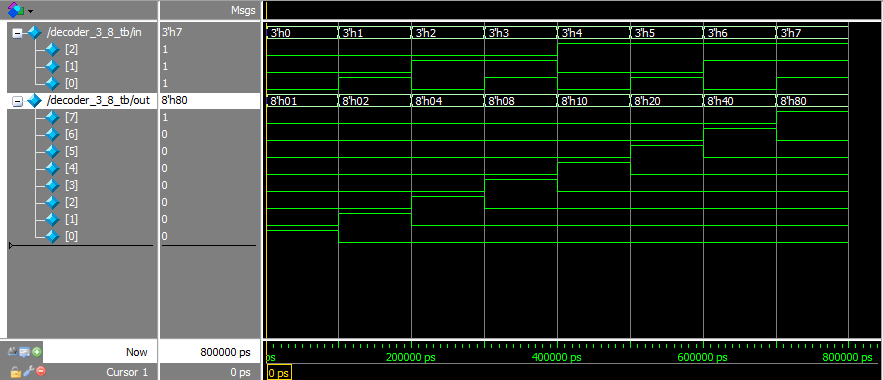 Msgs
/decoder_3_8_tb/in 3'h7 3'h0 3'h1 3'h2 3'h3 3'h4 3'h5 3'h6 3'h7
[2] 1
[1] 1
[0] 1
/decoder_3_8_tb/out 8'h80 8'h01 8'h02 8'h04 8'h08 8'h10 8'h20 8'h40 8'h80
[7] 1
[6] 0
[5] 0
[4] 0
[3] 0
[2] 0
[1] 0
[0] 0
Now 800000 ps ps 200000 ps 400000 ps 600000 ps 800000 ps
Cursor 1 0 ps 0 ps